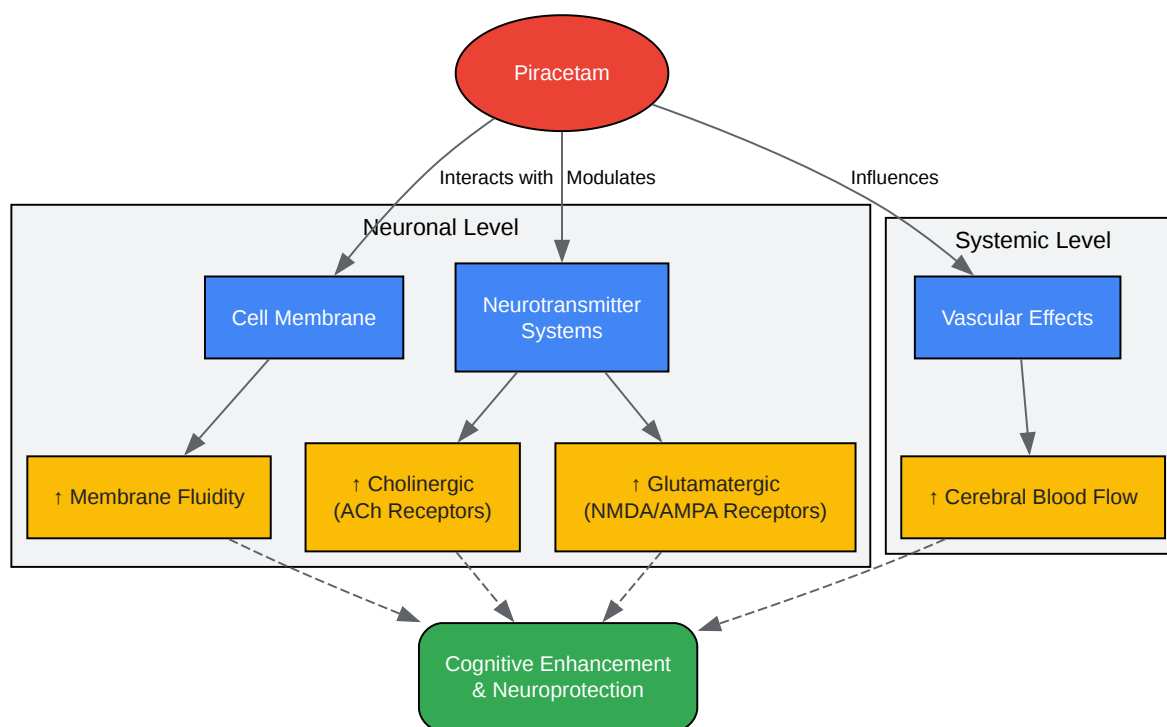 Piracetam
Interacts with
Modulates
Influences
Neuronal Level
Systemic Level
Cell Membrane
Neurotransmitter
Systems
Vascular Effects
↑ Membrane Fluidity
↑ Cholinergic
(ACh Receptors)
↑ Glutamatergic
(NMDA/AMPA Receptors)
↑ Cerebral Blood Flow
Cognitive Enhancement
& Neuroprotection